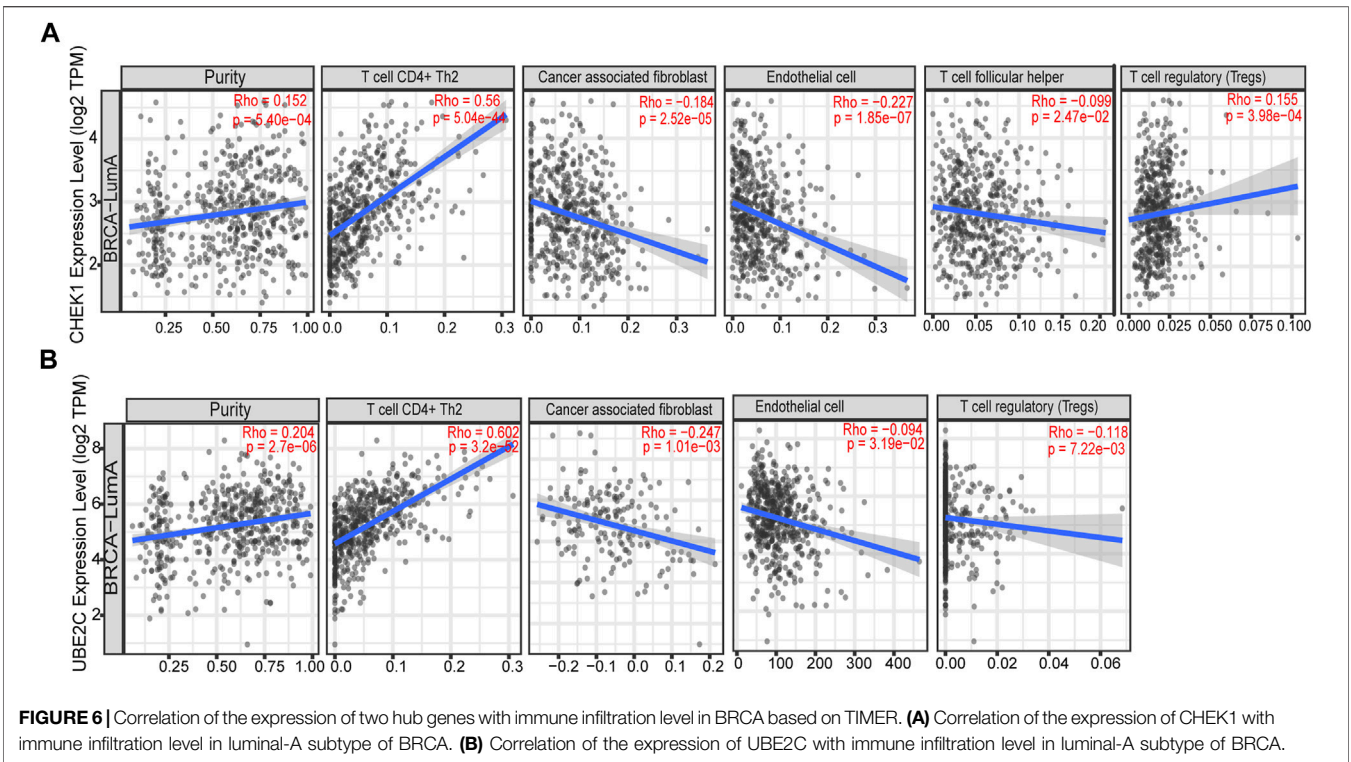 A
CHEK1 Expression Level (log2 TPM)
BRCA-LumA
Purity
T cell CD4+ Th2
Cancer associated fibroblast
Endothelial cell
T cell follicular helper
T cell regulatory (Tregs)
Rho = 0.152
p = 5.40e−04
Rho = 0.56
Rho = −0.184
p = 2.52e−05
Rho = −0.227
p = 1.85e−07
Rho = −0.099
p = 2.47e−02
Rho = 0.155
p = 3.98e−04
4
3
2
0.25 0.50 0.75 1.00
0.0 0.1 0.2 0.3
0.0 0.1 0.2 0.3
0.0 0.1 0.2 0.3
0.00 0.05 0.10 0.15 0.20
0.000 0.025 0.050 0.075 0.100
B
UBE2C Expression Level (log2 TPM)
BRCA−LumA
Purity
T cell CD4+ Th2
Cancer associated fibroblast
Endothelial cell
T cell regulatory (Tregs)
Rho = 0.204
p = 2.7e−06
Rho = 0.602
Rho = −0.247
p = 1.01e−03
Rho = −0.094
p = 3.19e−02
Rho = −0.118
p = 7.22e−03
8
6
4
2
0.25 0.50 0.75 1.00
0.0 0.1 0.2 0.3
−0.2 −0.1 0.0 0.1 0.2
0 100 200 300 400
0.00 0.02 0.04 0.06
FIGURE 6 | Correlation of the expression of two hub genes with immune infiltration level in BRCA based on TIMER. (A) Correlation of the expression of CHEK1 with
immune infiltration level in luminal-A subtype of BRCA. (B) Correlation of the expression of UBE2C with immune infiltration level in luminal-A subtype of BRCA.